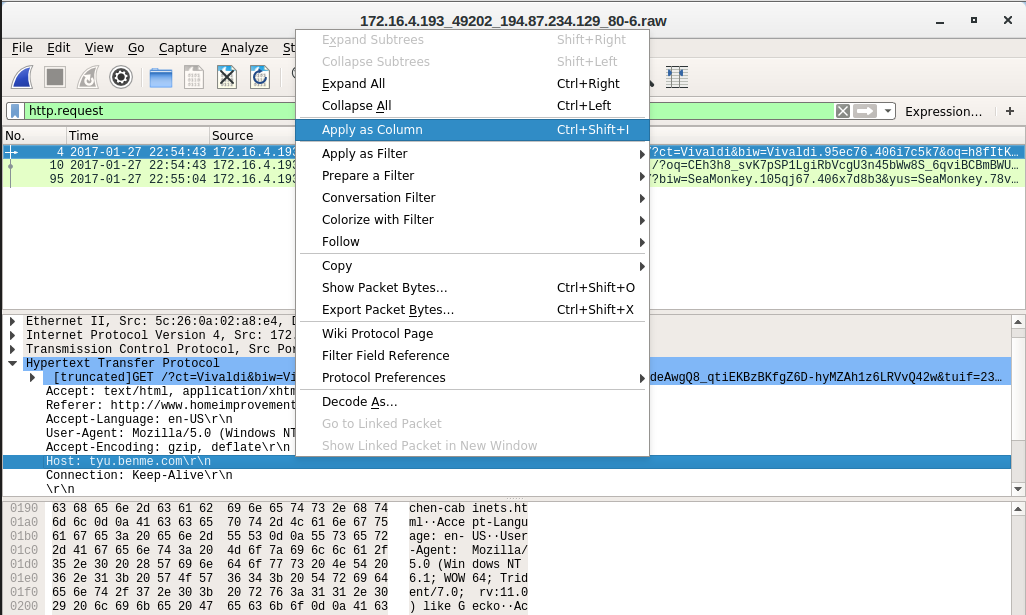 172.16.4.193_49202_194.87.234.129_80-6.raw
File Edit View Go Capture Analyze St
http.request
Expression...
+
No. Time Source
4 2017-01-27 22:54:43 172.16.4.193 ?ct=Vivaldi&biw=Vivaldi.95ec76.406i7c5k7&oq=h8fItK…
10 2017-01-27 22:54:43 172.16.4.193 /?oq=CEh3h8_svK7pSP1LgiRbVcgU3n45bWw8S_6qviBCBmBWU…
95 2017-01-27 22:55:04 172.16.4.193 ?biw=SeaMonkey.105qj67.406x7d8b3&yus=SeaMonkey.78v…
Expand Subtrees Shift+Right
Collapse Subtrees Shift+Left
Expand All Ctrl+Right
Collapse All Ctrl+Left
Apply as Column Ctrl+Shift+I
Apply as Filter
Prepare a Filter
Conversation Filter
Colorize with Filter
Follow
Copy
Show Packet Bytes... Ctrl+Shift+O
Export Packet Bytes... Ctrl+Shift+X
Wiki Protocol Page
Filter Field Reference
Protocol Preferences
Decode As...
Go to Linked Packet
Show Linked Packet in New Window
Ethernet II, Src: 5c:26:0a:02:a8:e4, D
Internet Protocol Version 4, Src: 172.
Transmission Control Protocol, Src Por
Hypertext Transfer Protocol
[truncated]GET /?ct=Vivaldi&biw=Vi deAwgQ8_qtiEKBzBKfgZ6D-hyMZAh1z6LRVvQ42w&tuif=23…
Accept: text/html, application/xhtm
Referer: http://www.homeimprovement
Accept-Language: en-US\r\n
User-Agent: Mozilla/5.0 (Windows NT
Accept-Encoding: gzip, deflate\r\n
Host: tyu.benme.com\r\n
Connection: Keep-Alive\r\n
\r\n
0190 63 68 65 6e 2d 63 61 62 69 6e 65 74 73 2e 68 74 chen-cab inets.ht
01a0 6d 6c 0d 0a 41 63 63 65 70 74 2d 4c 61 6e 67 75 ml··Acce pt-Langu
01b0 61 67 65 3a 20 65 6e 2d 55 53 0d 0a 55 73 65 72 age: en- US··User
01c0 2d 41 67 65 6e 74 3a 20 4d 6f 7a 69 6c 6c 61 2f -Agent: Mozilla/
01d0 35 2e 30 20 28 57 69 6e 64 6f 77 73 20 4e 54 20 5.0 (Win dows NT
01e0 36 2e 31 3b 20 57 4f 57 36 34 3b 20 54 72 69 64 6.1; WOW 64; Trid
01f0 65 6e 74 2f 37 2e 30 3b 20 72 76 3a 31 31 2e 30 ent/7.0; rv:11.0
0200 29 20 6c 69 6b 65 20 47 65 63 6b 6f 0d 0a 41 63 ) like G ecko··Ac